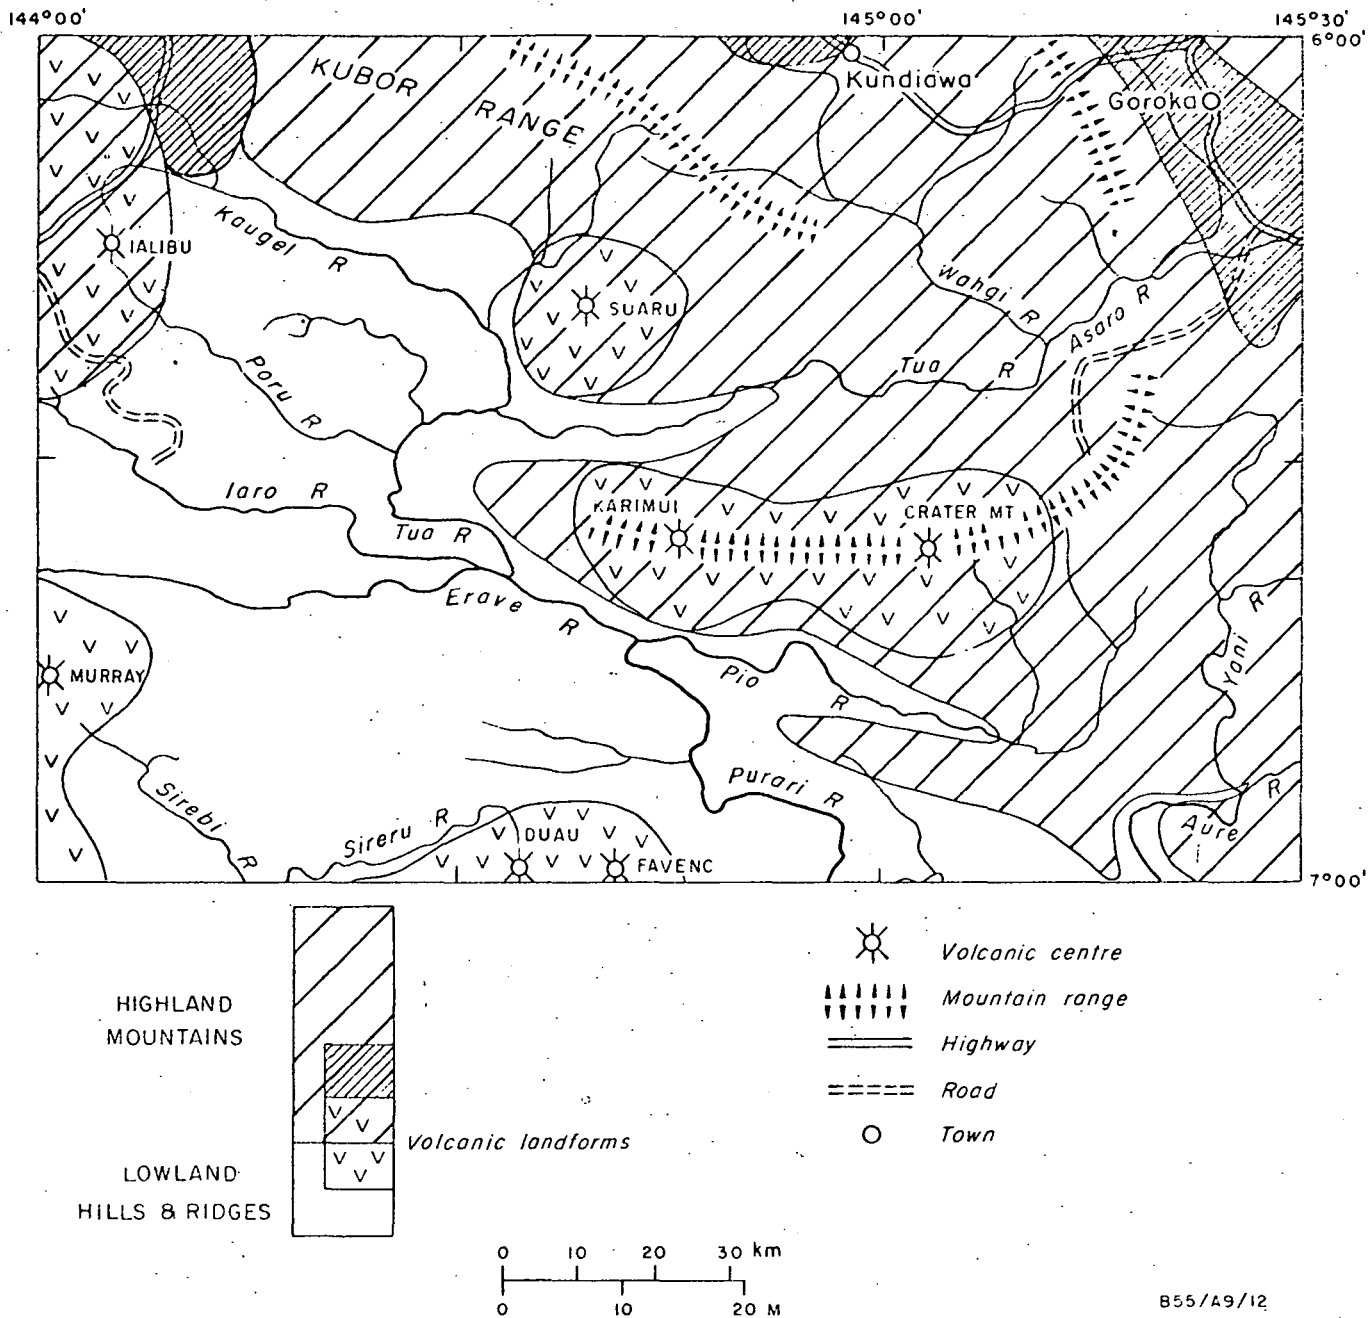 144°00'
145°00'
145°30'
6°00'
KUBOR
RANGE
Kundiawa
Goroka
Kaugel R
IALIBU
SUARU
Wahgi R
Asaro R
Poru R
Tua R
Iaro R
KARIMUI
CRATER MT
Tua R
Erave R
Pio R
Yani R
MURRAY
Sirebi R
Sireru R
DUAU
FAVENC
Purari R
Aure R
7°00'
HIGHLAND
MOUNTAINS
Volcanic landforms
LOWLAND
HILLS & RIDGES
Volcanic centre
Mountain range
Highway
Road
Town
0 10 20 30 km
0 10 20 M
B55/A9/12